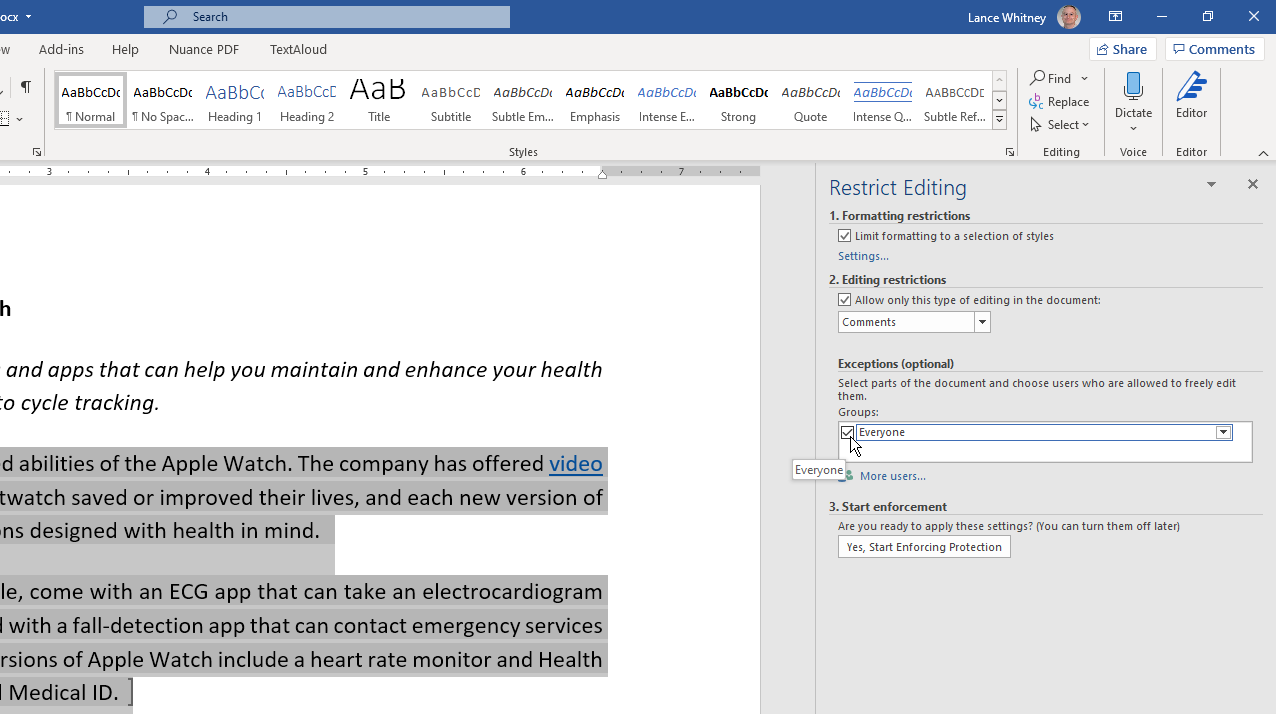 ocx
Search
Lance Whitney
Add-ins Help Nuance PDF TextAloud
Share Comments
AaBbCcDc AaBbCcDc AaBbCc AaBbCcD AaB AaBbCcD AaBbCcDc AaBbCcDc AaBbCcDc AaBbCcDc AaBbCcDc AaBbCcDc AABBCCDD
¶ Normal ¶ No Spac... Heading 1 Heading 2 Title Subtitle Subtle Em... Emphasis Intense E... Strong Quote Intense Q... Subtle Ref...
Find
Replace
Select
Dictate
Editor
Styles Editing Voice Editor
3 4 5 6 7
Restrict Editing
1. Formatting restrictions
Limit formatting to a selection of styles
Settings...
2. Editing restrictions
Allow only this type of editing in the document:
Comments
Exceptions (optional)
Select parts of the document and choose users who are allowed to freely edit
them.
Groups:
Everyone
Everyone
More users...
3. Start enforcement
Are you ready to apply these settings? (You can turn them off later)
Yes, Start Enforcing Protection
h
and apps that can help you maintain and enhance your health
to cycle tracking.
ed abilities of the Apple Watch. The company has offered video
twatch saved or improved their lives, and each new version of
ons designed with health in mind.
le, come with an ECG app that can take an electrocardiogram
d with a fall-detection app that can contact emergency services
rsions of Apple Watch include a heart rate monitor and Health
d Medical ID. ]